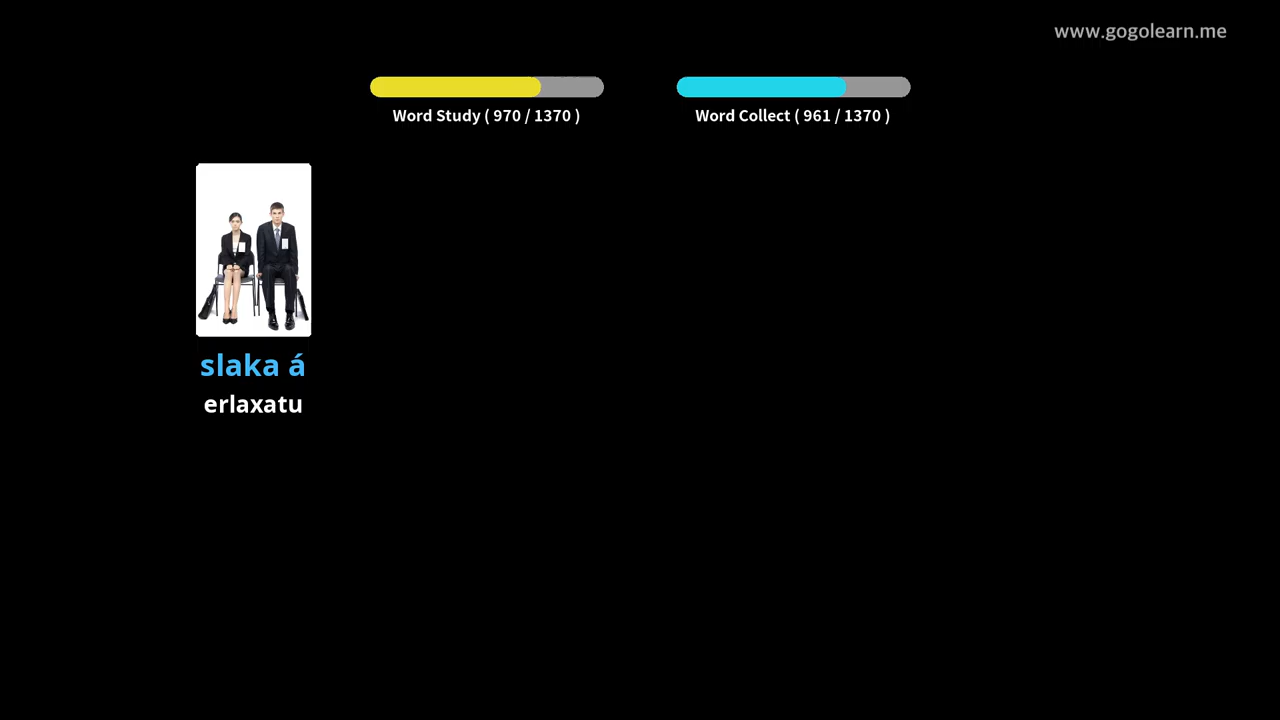 www.gogolearn.me
Word Study ( 970 / 1370 )
Word Collect ( 961 / 1370 )
slaka á
erlaxatu